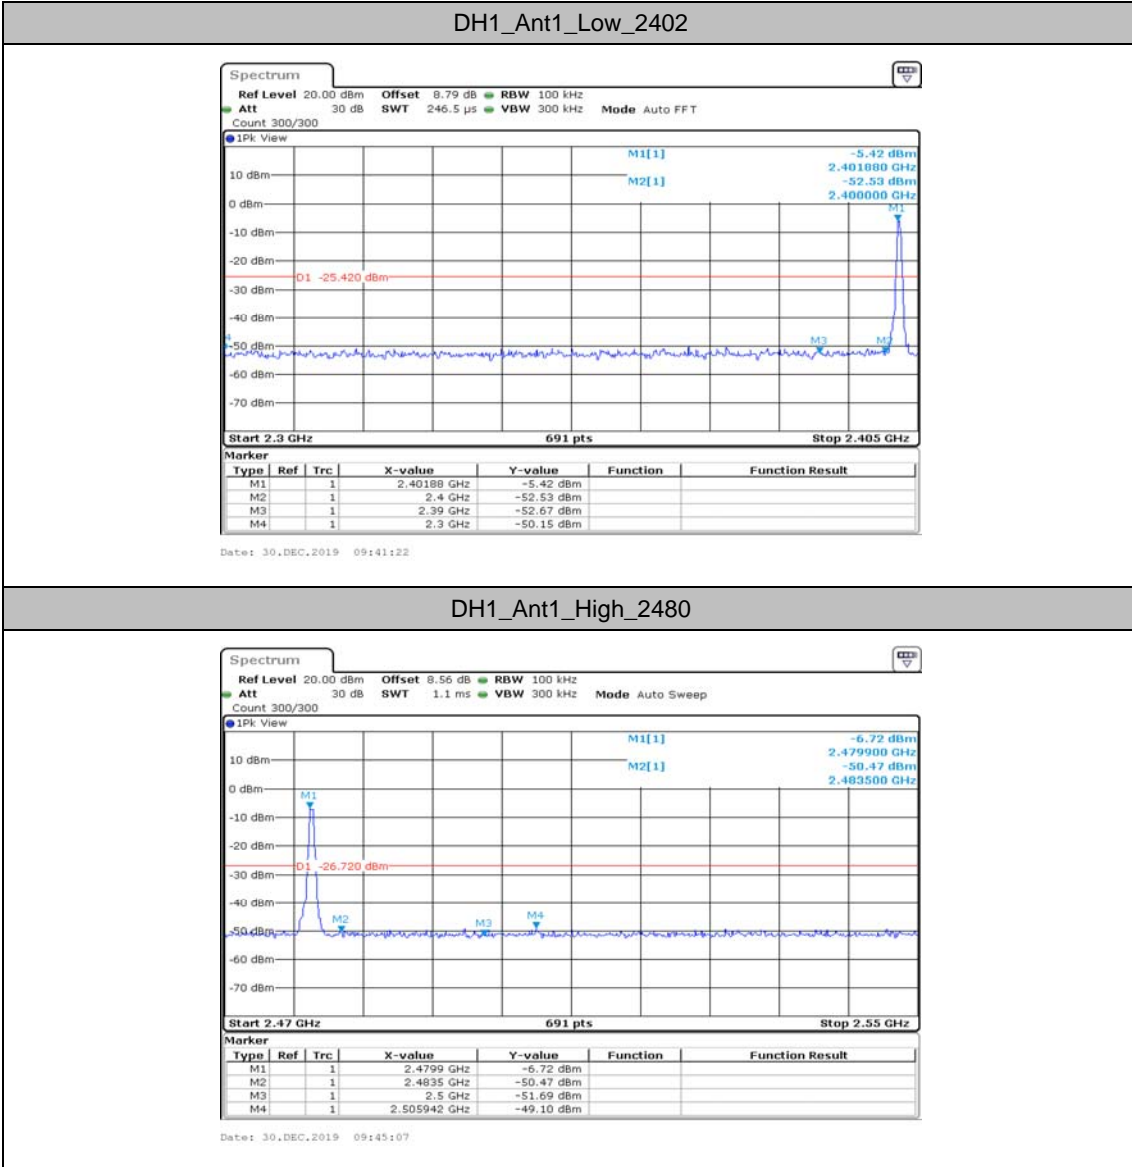 DH1_Ant1_Low_2402
Spectrum
Ref Level 20.00 dBm Offset 8.79 dB RBW 100 kHz
Att 30 dB SWT 246.5 µs VBW 300 kHz Mode Auto FFT
Count 300/300
1Pk View
M1[1] -5.42 dBm
2.401880 GHz
10 dBm
M2[1] -52.53 dBm
2.400000 GHz
0 dBm
M1
-10 dBm
-20 dBm
D1 -25.420 dBm
-30 dBm
-40 dBm
4
M3 M2
-50 dBm
-60 dBm
-70 dBm
Start 2.3 GHz 691 pts Stop 2.405 GHz
Marker
Type Ref Trc X-value Y-value Function Function Result
M1 1 2.40188 GHz -5.42 dBm
M2 1 2.4 GHz -52.53 dBm
M3 1 2.39 GHz -52.67 dBm
M4 1 2.3 GHz -50.15 dBm
Date: 30.DEC.2019 09:41:22
DH1_Ant1_High_2480
Spectrum
Ref Level 20.00 dBm Offset 8.56 dB RBW 100 kHz
Att 30 dB SWT 1.1 ms VBW 300 kHz Mode Auto Sweep
Count 300/300
1Pk View
M1[1] -6.72 dBm
2.479900 GHz
10 dBm
M2[1] -50.47 dBm
2.483500 GHz
0 dBm
M1
-10 dBm
-20 dBm
D1 -26.720 dBm
-30 dBm
-40 dBm
M2 M3 M4
-50 dBm
-60 dBm
-70 dBm
Start 2.47 GHz 691 pts Stop 2.55 GHz
Marker
Type Ref Trc X-value Y-value Function Function Result
M1 1 2.4799 GHz -6.72 dBm
M2 1 2.4835 GHz -50.47 dBm
M3 1 2.5 GHz -51.69 dBm
M4 1 2.505942 GHz -49.10 dBm
Date: 30.DEC.2019 09:45:07